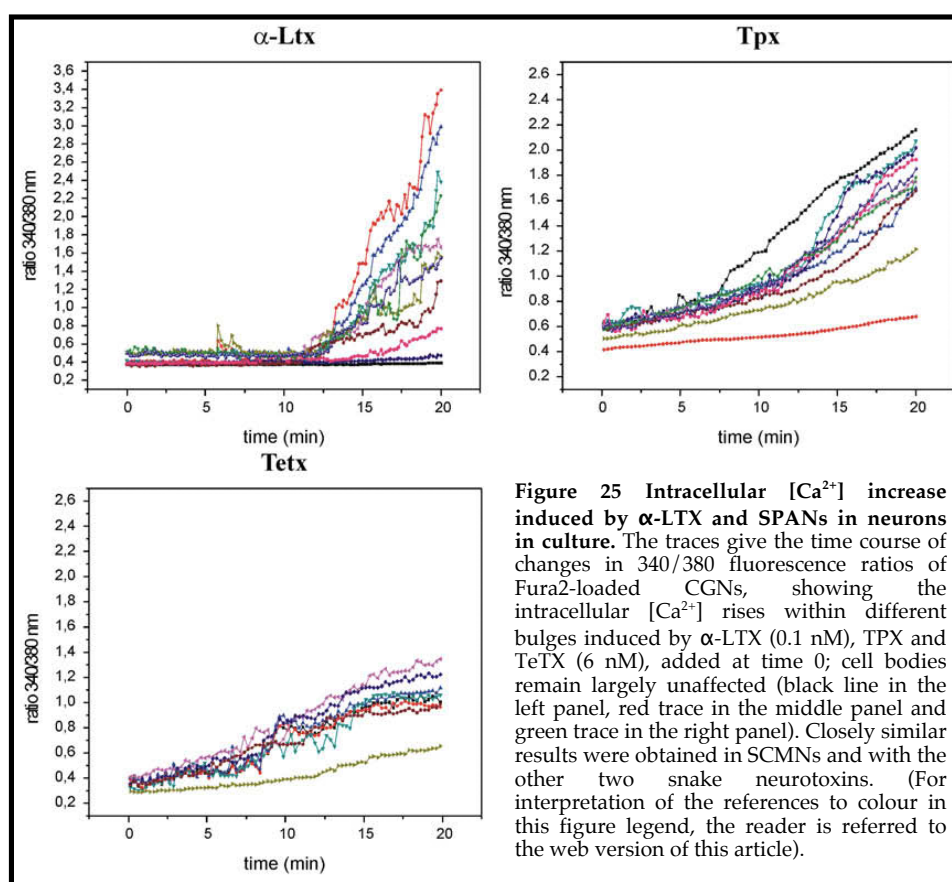 α-Ltx
3,6
3,4
3,2
3,0
2,8
2,6
2,4
2,2
2,0
1,8
1,6
1,4
1,2
1,0
0,8
0,6
0,4
0,2
ratio 340/380 nm
0 5 10 15 20
time (min)
Tpx
2.6
2.4
2.2
2.0
1.8
1.6
1.4
1.2
1.0
0.8
0.6
0.4
0.2
ratio 340/380 nm
0 5 10 15 20
time (min)
Tetx
2,6
2,4
2,2
2,0
1,8
1,6
1,4
1,2
1,0
0,8
0,6
0,4
0,2
ratio 340/380 nm
0 5 10 15 20
time (min)
Figure 25 Intracellular [Ca²⁺] increase
induced by α-LTX and SPANs in neurons
in culture. The traces give the time course of
changes in 340/380 fluorescence ratios of
Fura2-loaded CGNs, showing the
intracellular [Ca²⁺] rises within different
bulges induced by α-LTX (0.1 nM), TPX and
TeTX (6 nM), added at time 0; cell bodies
remain largely unaffected (black line in the
left panel, red trace in the middle panel and
green trace in the right panel). Closely similar
results were obtained in SCMNs and with the
other two snake neurotoxins. (For
interpretation of the references to colour in
this figure legend, the reader is referred to
the web version of this article).